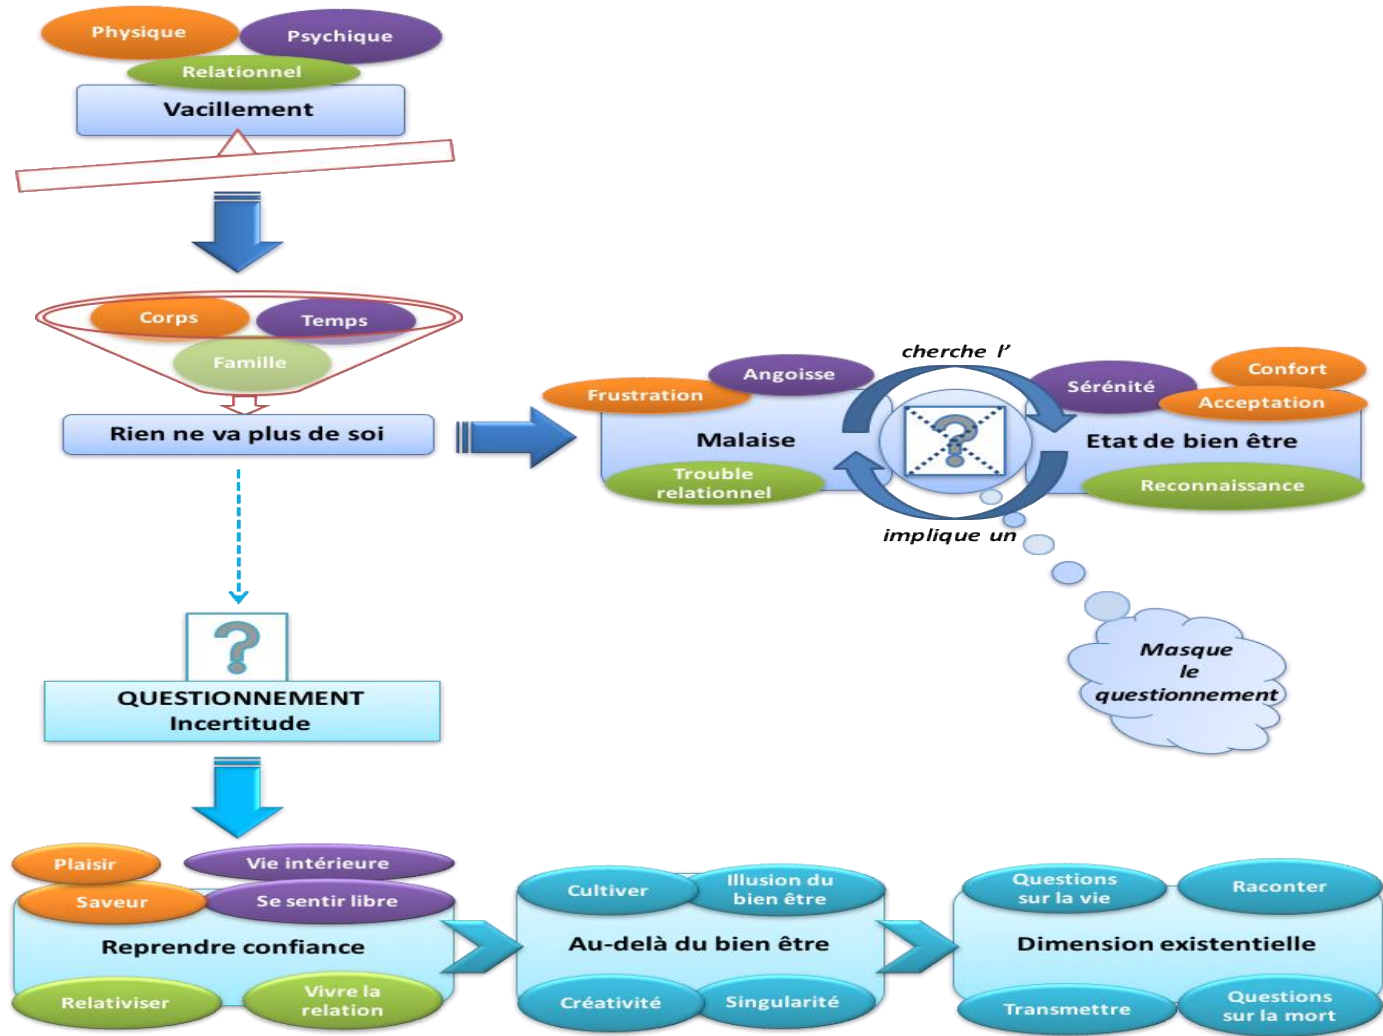 Physique
Psychique
Relationnel
Vacillement
Corps
Temps
Famille
Rien ne va plus de soi
cherche l’
Frustration
Angoisse
Malaise
Trouble
relationnel
?
Sérénité
Confort
Acceptation
Etat de bien être
Reconnaissance
implique un
Masque
le
questionnement
?
QUESTIONNEMENT
Incertitude
Plaisir
Vie intérieure
Saveur
Se sentir libre
Reprendre confiance
Relativiser
Vivre la
relation
Cultiver
Illusion du
bien être
Au-delà du bien être
Créativité
Singularité
Questions
sur la vie
Raconter
Dimension existentielle
Transmettre
Questions
sur la mort